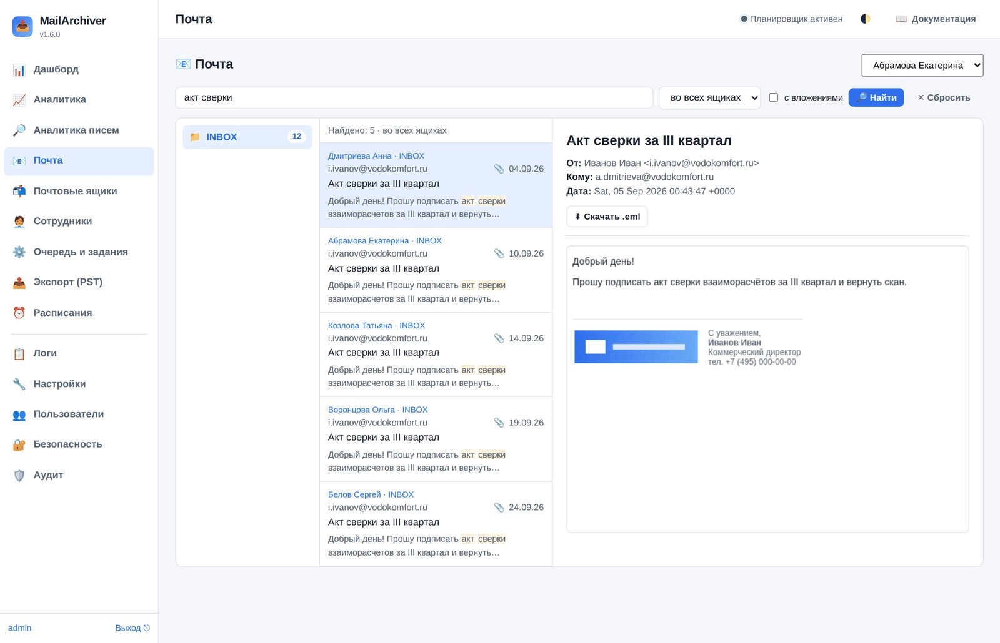 MailArchiver
v1.6.0
Дашборд
Аналитика
Аналитика писем
Почта
Почтовые ящики
Сотрудники
Очередь и задания
Экспорт (PST)
Расписания
Логи
Настройки
Пользователи
Безопасность
Аудит
admin
Выход
Почта
Планировщик активен
Документация
Почта
Абрамова Екатерина
акт сверки
во всех ящиках
с вложениями
Найти
✕ Сбросить
INBOX 12
Найдено: 5 · во всех ящиках
Дмитриева Анна · INBOX
i.ivanov@vodokomfort.ru 04.09.26
Акт сверки за III квартал
Добрый день! Прошу подписать акт сверки
взаиморасчетов за III квартал и вернуть…
Абрамова Екатерина · INBOX
i.ivanov@vodokomfort.ru 10.09.26
Акт сверки за III квартал
Добрый день! Прошу подписать акт сверки
взаиморасчетов за III квартал и вернуть…
Козлова Татьяна · INBOX
i.ivanov@vodokomfort.ru 14.09.26
Акт сверки за III квартал
Добрый день! Прошу подписать акт сверки
взаиморасчетов за III квартал и вернуть…
Воронцова Ольга · INBOX
i.ivanov@vodokomfort.ru 19.09.26
Акт сверки за III квартал
Добрый день! Прошу подписать акт сверки
взаиморасчетов за III квартал и вернуть…
Белов Сергей · INBOX
i.ivanov@vodokomfort.ru 24.09.26
Акт сверки за III квартал
Добрый день! Прошу подписать акт сверки
взаиморасчетов за III квартал и вернуть…
Акт сверки за III квартал
От: Иванов Иван <i.ivanov@vodokomfort.ru>
Кому: a.dmitrieva@vodokomfort.ru
Дата: Sat, 05 Sep 2026 00:43:47 +0000
⬇ Скачать .eml
Добрый день!
Прошу подписать акт сверки взаиморасчётов за III квартал и вернуть скан.
С уважением,
Иванов Иван
Коммерческий директор
тел. +7 (495) 000-00-00